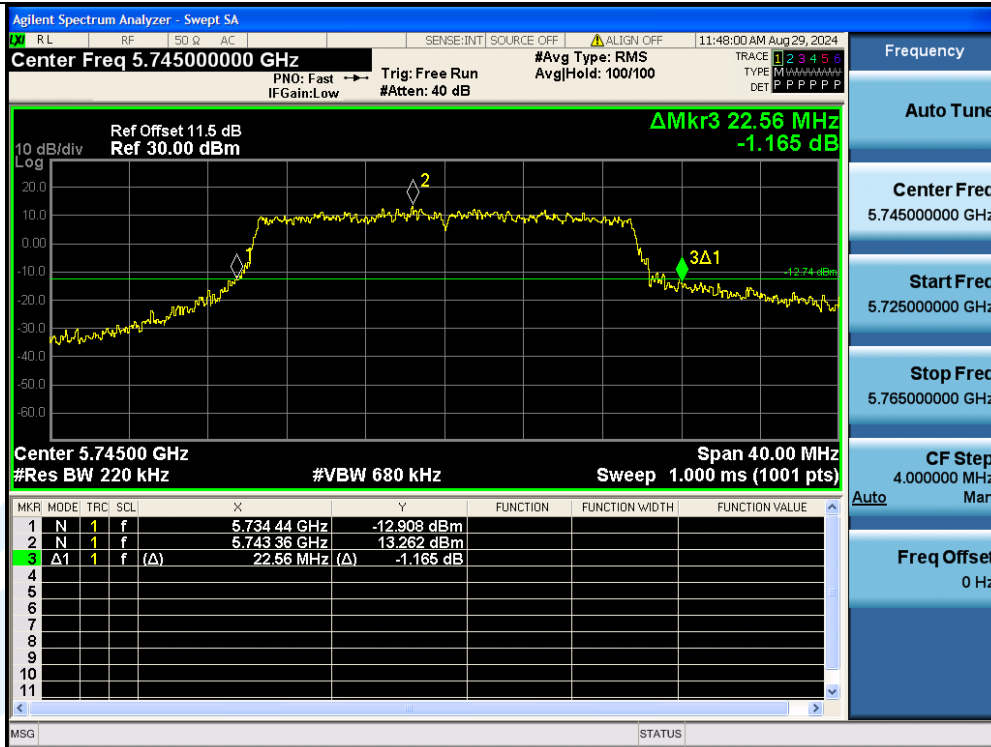 Agilent Spectrum Analyzer - Swept SA
LXI RL RF 50 Ω AC SENSE:INT SOURCE OFF ALIGN OFF 11:48:00 AM Aug 29, 2024
Center Freq 5.745000000 GHz
PNO: Fast
IFGain:Low
Trig: Free Run
#Atten: 40 dB
#Avg Type: RMS
Avg|Hold: 100/100
TRACE 1 2 3 4 5 6
TYPE M
DET P P P P P P
Ref Offset 11.5 dB
10 dB/div Ref 30.00 dBm
Log
ΔMkr3 22.56 MHz
-1.165 dB
20.0
10.0
0.00
-10.0
-20.0
-30.0
-40.0
-50.0
-60.0
1
2
3Δ1
-12.74 dBm
Center 5.74500 GHz Span 40.00 MHz
#Res BW 220 kHz #VBW 680 kHz Sweep 1.000 ms (1001 pts)
MKR MODE TRC SCL X Y FUNCTION FUNCTION WIDTH FUNCTION VALUE
1 N 1 f 5.734 44 GHz -12.908 dBm
2 N 1 f 5.743 36 GHz 13.262 dBm
3 Δ1 1 f (Δ) 22.56 MHz (Δ) -1.165 dB
4
5
6
7
8
9
10
11
MSG STATUS
Frequency
Auto Tune
Center Freq
5.745000000 GHz
Start Freq
5.725000000 GHz
Stop Freq
5.765000000 GHz
CF Step
4.000000 MHz
Auto Man
Freq Offset
0 Hz